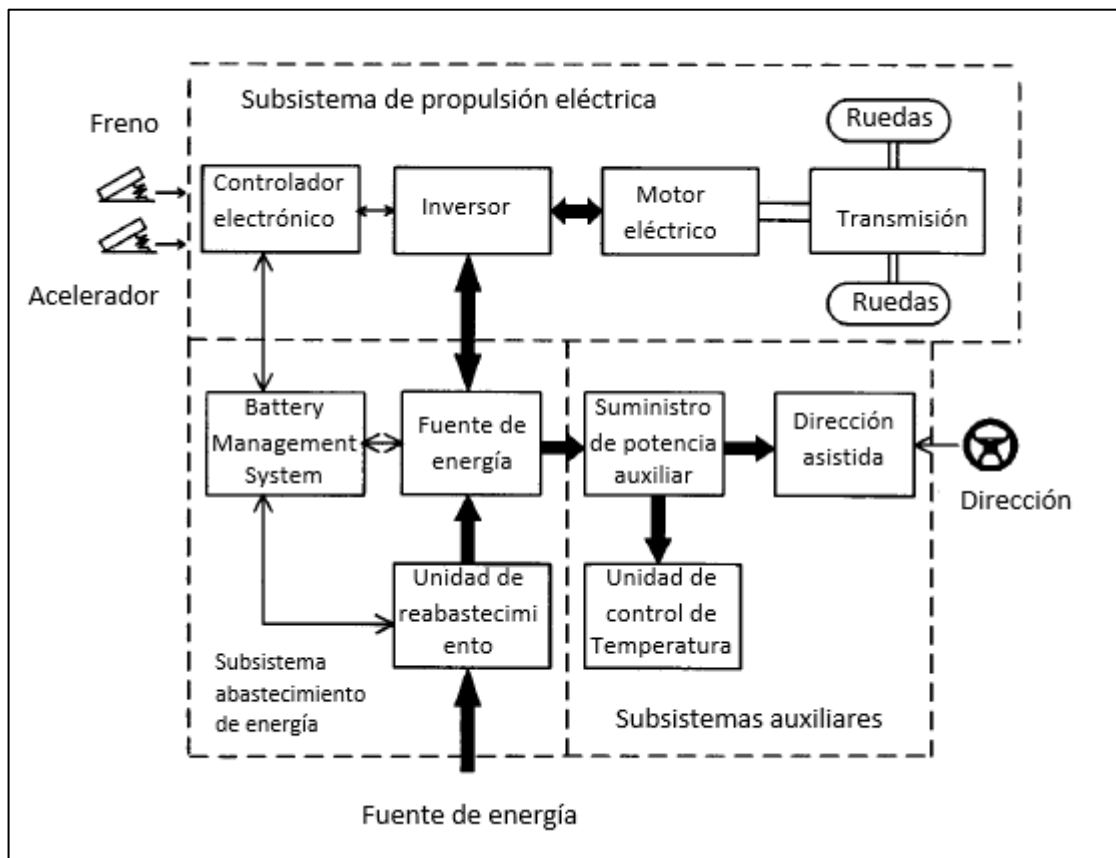 Subsistema de propulsión eléctrica
Freno
Acelerador
Controlador
electrónico
Inversor
Motor
eléctrico
Transmisión
Ruedas
Ruedas
Battery
Management
System
Fuente de
energía
Suministro
de potencia
auxiliar
Dirección
asistida
Dirección
Unidad de
reabastecimi
ento
Unidad de
control de
Temperatura
Subsistema
abastecimiento
de energía
Subsistemas auxiliares
Fuente de energía